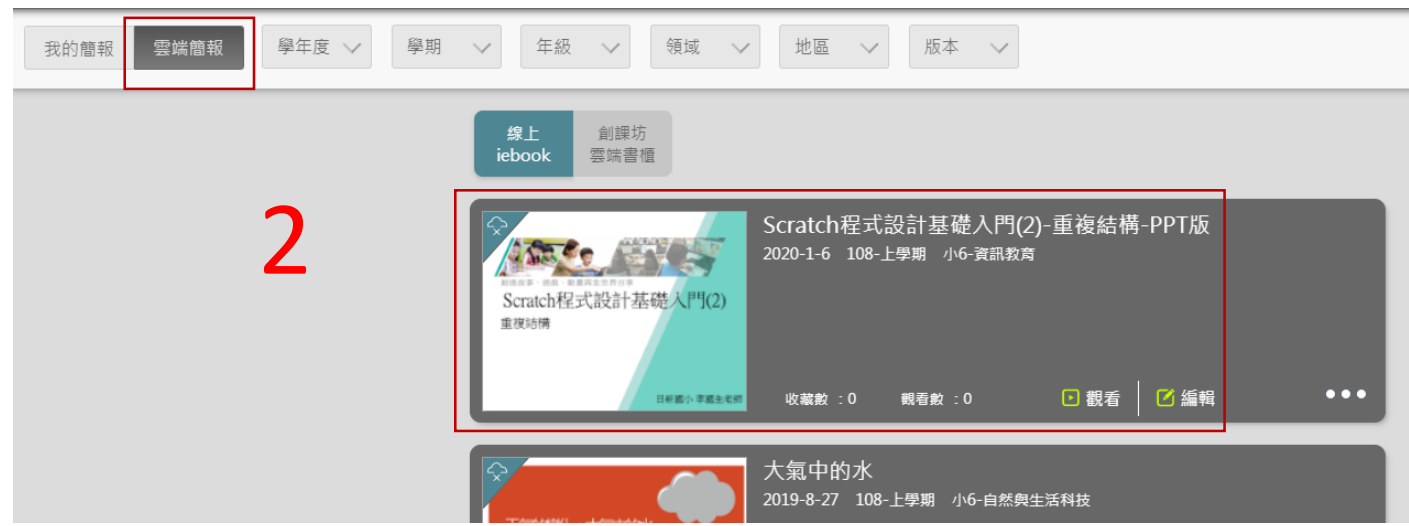 我的簡報 雲端簡報 學年度 學期 年級 領域 地區 版本
線上 創課坊
iebook 雲端書櫃
2
Scratch程式設計基礎入門(2)-重複結構-PPT版
2020-1-6 108-上學期 小6-資訊教育
Scratch程式設計基礎入門(2)
重複結構
日新國小 李國生老師
收藏數 : 0 觀看數 : 0 觀看 編輯
大氣中的水
2019-8-27 108-上學期 小6-自然與生活科技